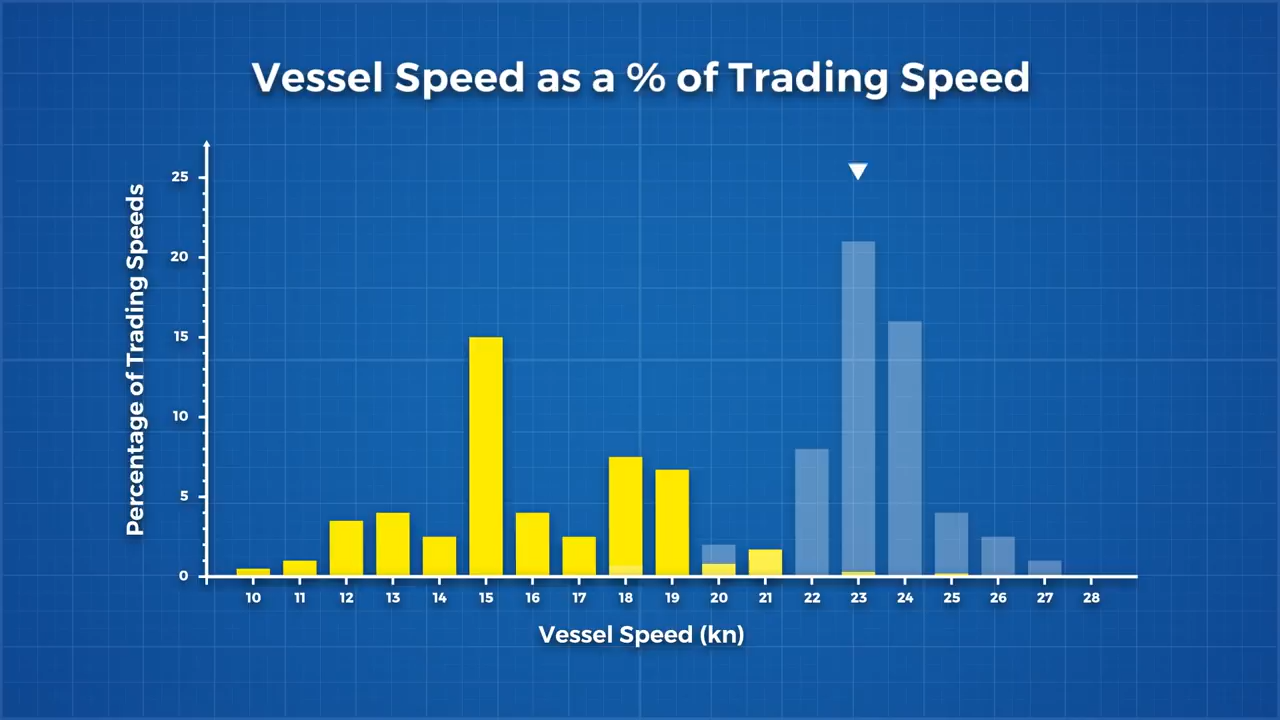 Vessel Speed as a % of Trading Speed
Percentage of Trading Speeds
25
20
15
10
5
0
10 11 12 13 14 15 16 17 18 19 20 21 22 23 24 25 26 27 28
Vessel Speed (kn)